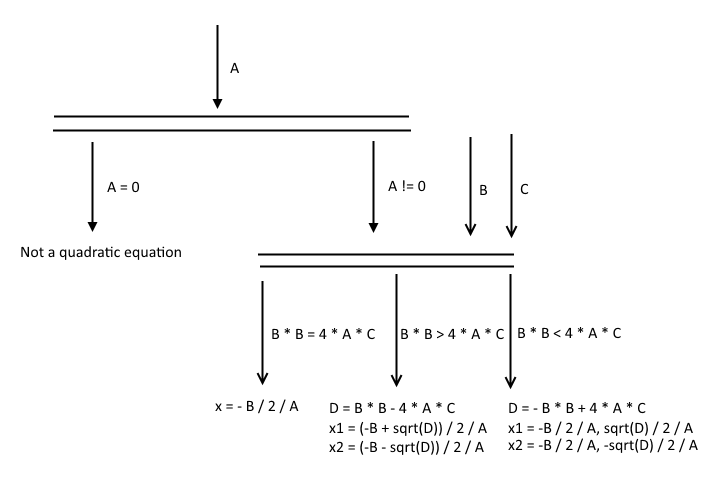 A
A = 0
A != 0
B
C
Not a quadratic equation
B * B = 4 * A * C
B * B > 4 * A * C
B * B < 4 * A * C
x = - B / 2 / A
D = B * B - 4 * A * C
x1 = (-B + sqrt(D)) / 2 / A
x2 = (-B - sqrt(D)) / 2 / A
D = - B * B + 4 * A * C
x1 = -B / 2 / A, sqrt(D) / 2 / A
x2 = -B / 2 / A, -sqrt(D) / 2 / A